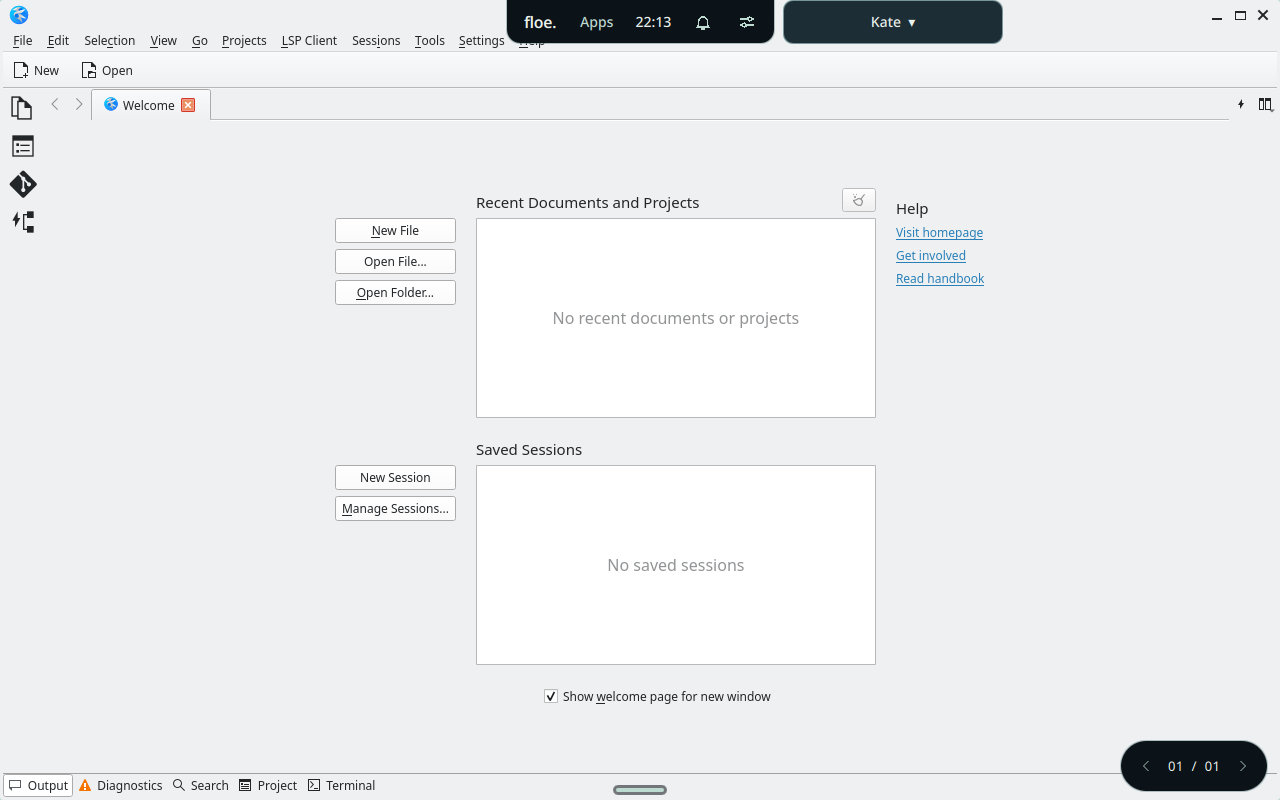 floe. Apps 22:13 Kate ▾
File Edit Selection View Go Projects LSP Client Sessions Tools Settings Help
New Open
Welcome
Recent Documents and Projects
Help
New File
Visit homepage
Open File...
Get involved
Open Folder...
Read handbook
No recent documents or projects
Saved Sessions
New Session
Manage Sessions...
No saved sessions
Show welcome page for new window
01 / 01
Output Diagnostics Search Project Terminal